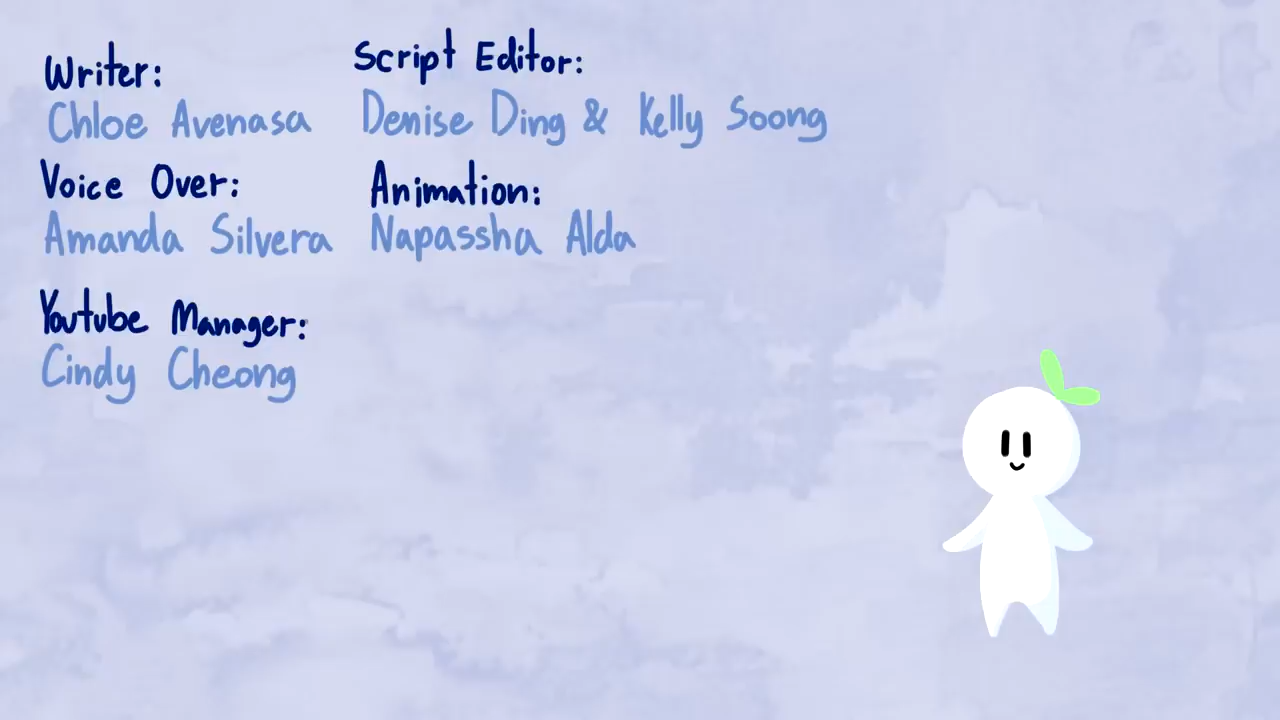 Writer:
Chloe Avenasa
Script Editor:
Denise Ding & Kelly Soong
Voice Over:
Amanda Silvera
Animation:
Napassha Alda
Youtube Manager:
Cindy Cheong